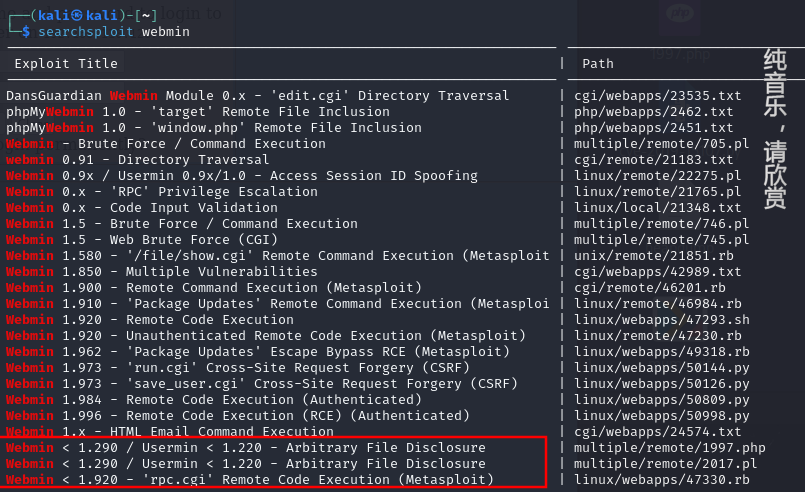 (kali㉿kali)-[~]
$ searchsploit webmin
Exploit Title | Path
DansGuardian Webmin Module 0.x - 'edit.cgi' Directory Traversal | cgi/webapps/23535.txt
phpMyWebmin 1.0 - 'target' Remote File Inclusion | php/webapps/2462.txt
phpMyWebmin 1.0 - 'window.php' Remote File Inclusion | php/webapps/2451.txt
Webmin - Brute Force / Command Execution | multiple/remote/705.pl
webmin 0.91 - Directory Traversal | cgi/remote/21183.txt
Webmin 0.9x / Usermin 0.9x/1.0 - Access Session ID Spoofing | linux/remote/22275.pl
Webmin 0.x - 'RPC' Privilege Escalation | linux/remote/21765.pl
Webmin 0.x - Code Input Validation | linux/local/21348.txt
Webmin 1.5 - Brute Force / Command Execution | multiple/remote/746.pl
Webmin 1.5 - Web Brute Force (CGI) | multiple/remote/745.pl
Webmin 1.580 - '/file/show.cgi' Remote Command Execution (Metasploit | unix/remote/21851.rb
Webmin 1.850 - Multiple Vulnerabilities | cgi/webapps/42989.txt
Webmin 1.900 - Remote Command Execution (Metasploit) | cgi/remote/46201.rb
Webmin 1.910 - 'Package Updates' Remote Command Execution (Metasploi | linux/remote/46984.rb
Webmin 1.920 - Remote Code Execution | linux/webapps/47293.sh
Webmin 1.920 - Unauthenticated Remote Code Execution (Metasploit) | linux/remote/47230.rb
Webmin 1.962 - 'Package Updates' Escape Bypass RCE (Metasploit) | linux/webapps/49318.rb
Webmin 1.973 - 'run.cgi' Cross-Site Request Forgery (CSRF) | linux/webapps/50144.py
Webmin 1.973 - 'save_user.cgi' Cross-Site Request Forgery (CSRF) | linux/webapps/50126.py
Webmin 1.984 - Remote Code Execution (Authenticated) | linux/webapps/50809.py
Webmin 1.996 - Remote Code Execution (RCE) (Authenticated) | linux/webapps/50998.py
Webmin 1.x - HTML Email Command Execution | cgi/webapps/24574.txt
Webmin < 1.290 / Usermin < 1.220 - Arbitrary File Disclosure | multiple/remote/1997.php
Webmin < 1.290 / Usermin < 1.220 - Arbitrary File Disclosure | multiple/remote/2017.pl
Webmin < 1.920 - 'rpc.cgi' Remote Code Execution (Metasploit) | linux/webapps/47330.rb
login to
1997.php
纯音乐，请欣赏